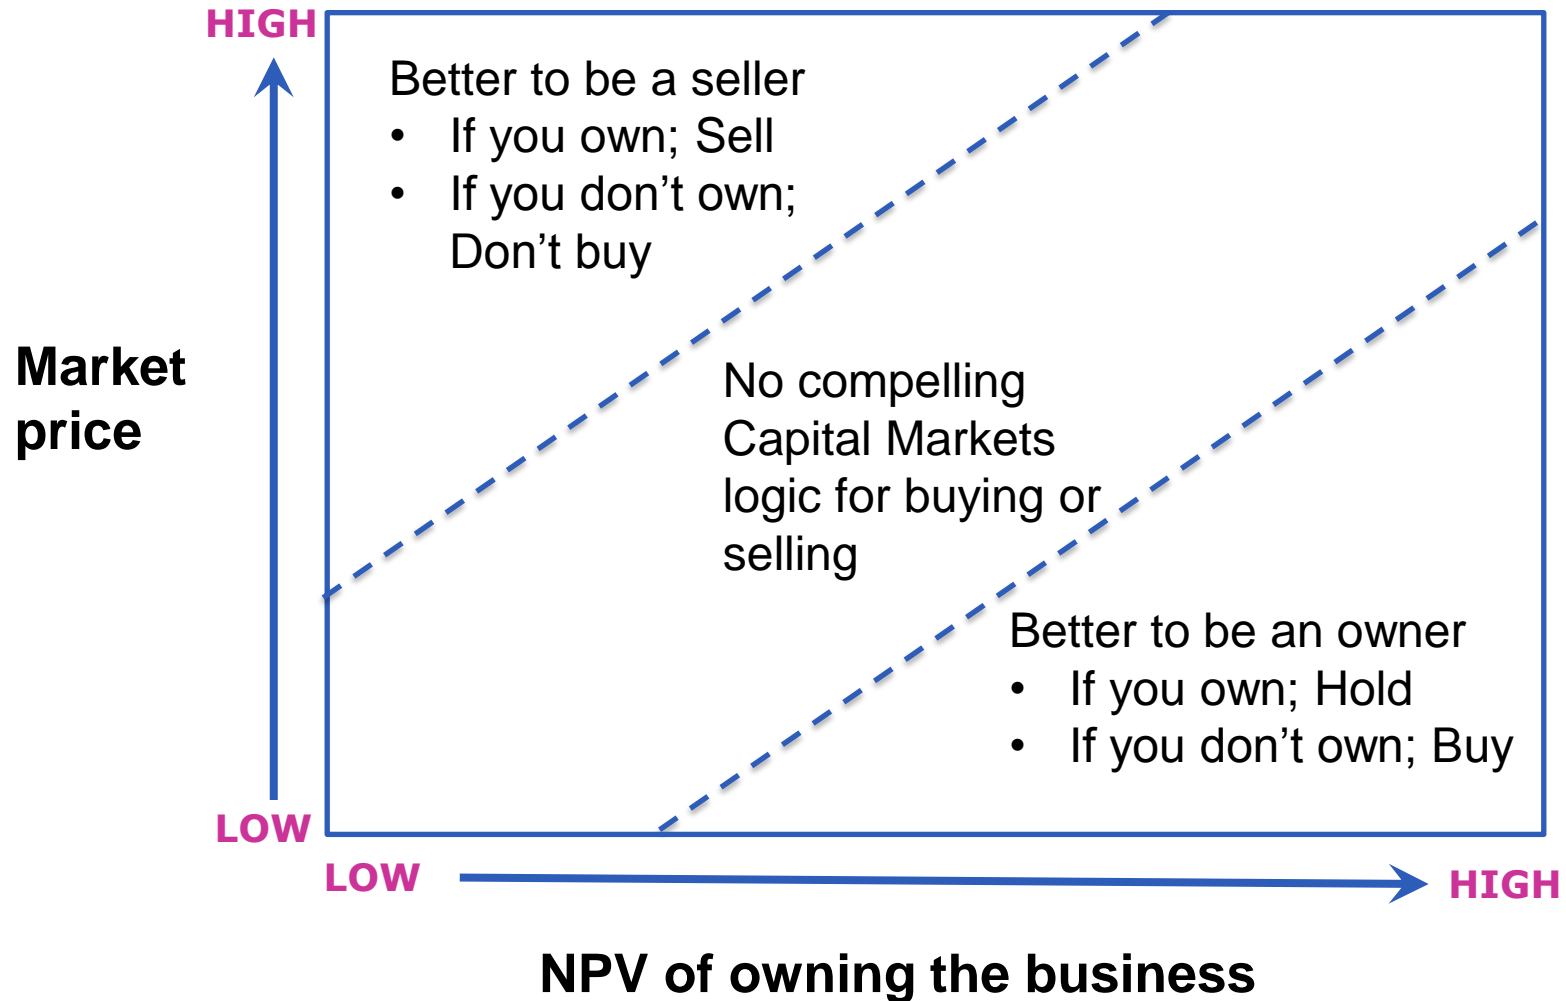 HIGH
Better to be a seller
• If you own; Sell
• If you don’t own;
Don’t buy
Market
price
No compelling
Capital Markets
logic for buying or
selling
Better to be an owner
• If you own; Hold
• If you don’t own; Buy
LOW
LOW
HIGH
NPV of owning the business